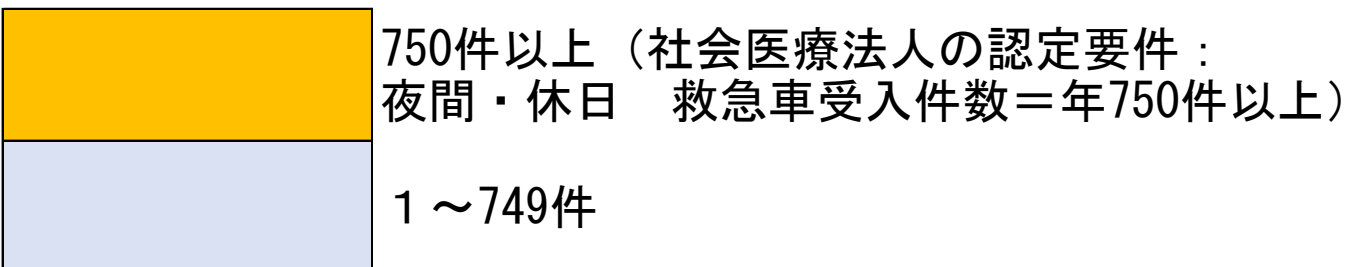 750件以上（社会医療法人の認定要件：
夜間・休日　救急車受入件数＝年750件以上）
１～749件